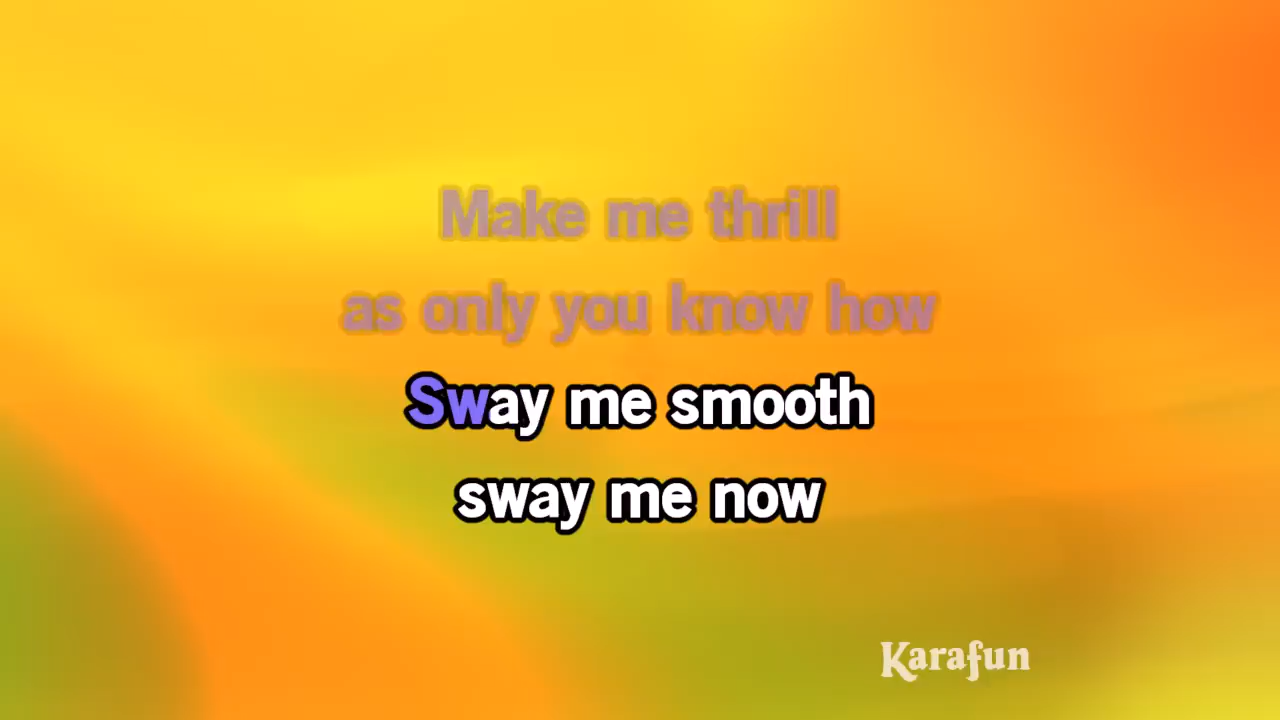 Make me thrill
as only you know how
Sway me smooth
sway me now
Karafun